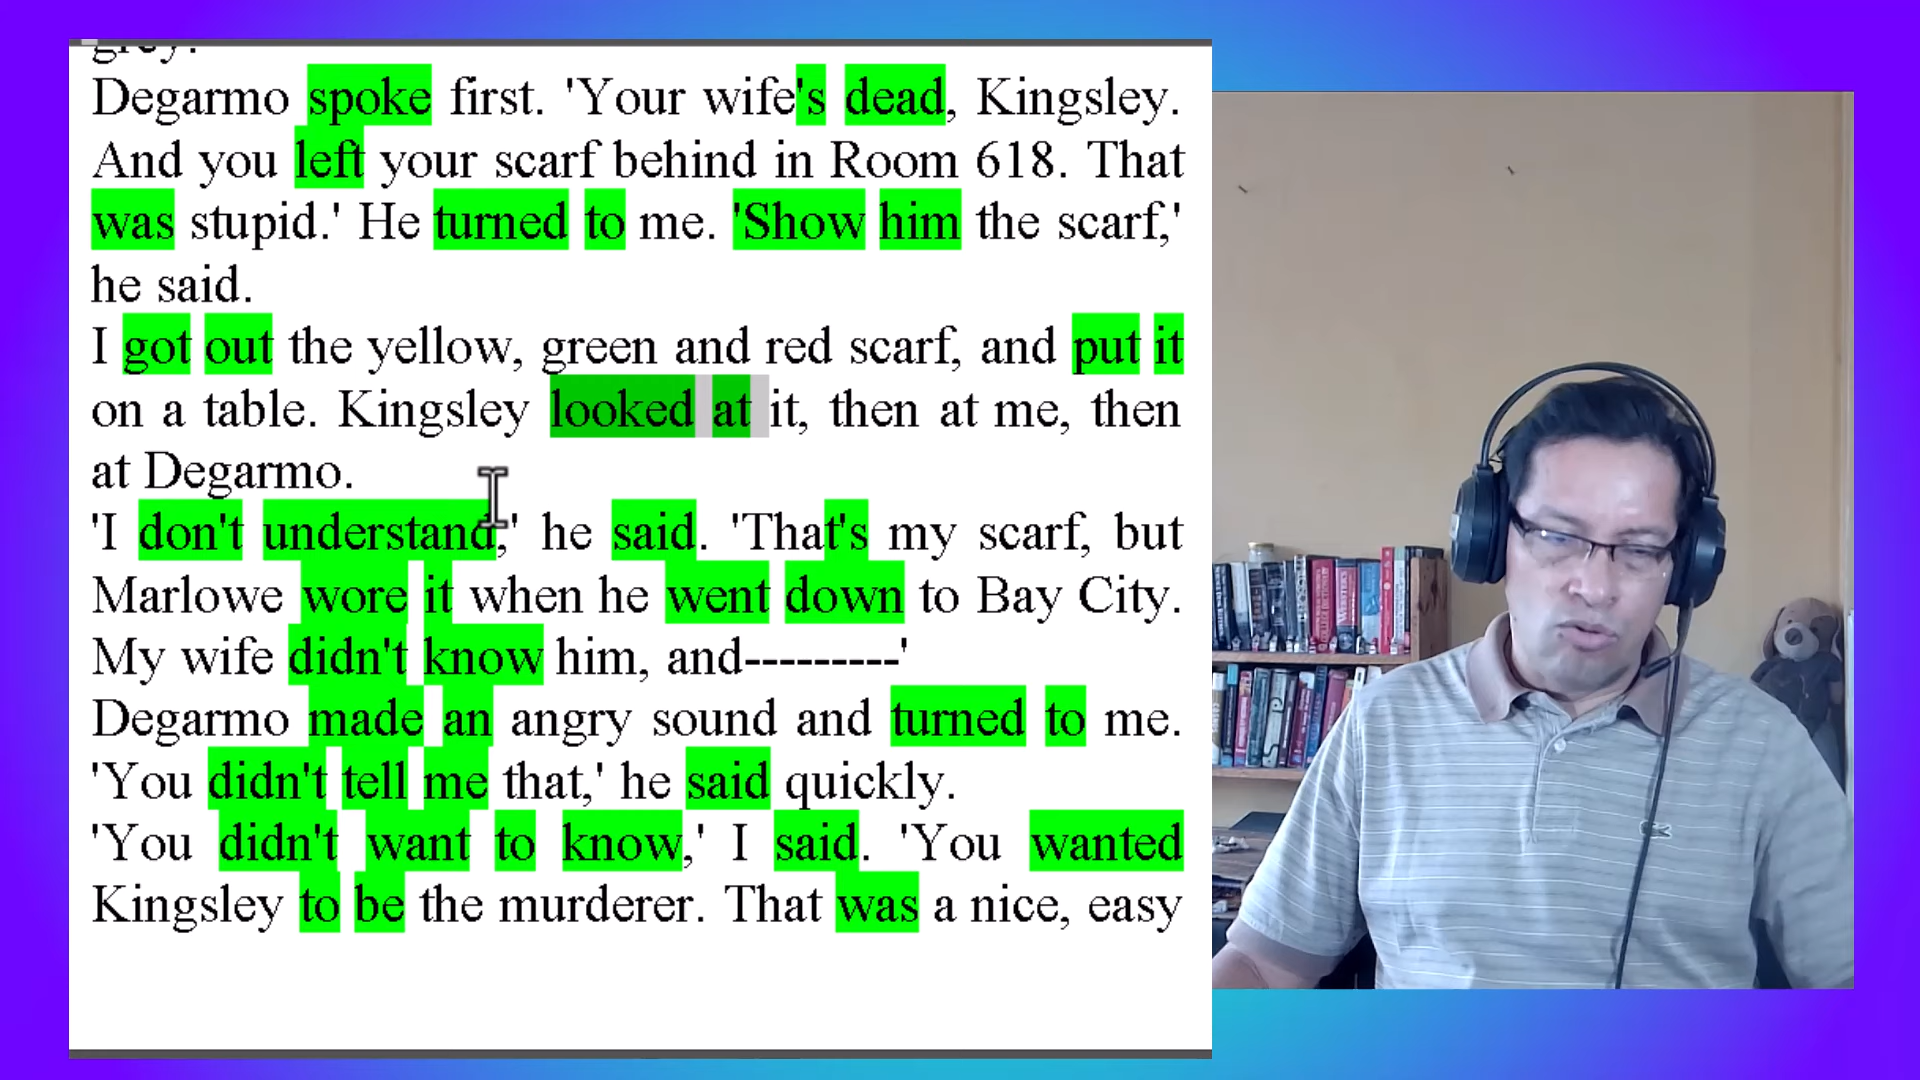 grey.
Degarmo spoke first. 'Your wife's dead, Kingsley.
And you left your scarf behind in Room 618. That
was stupid.' He turned to me. 'Show him the scarf,'
he said.
I got out the yellow, green and red scarf, and put it
on a table. Kingsley looked at it, then at me, then
at Degarmo.
'I don't understand,' he said. 'That's my scarf, but
Marlowe wore it when he went down to Bay City.
My wife didn't know him, and---------'
Degarmo made an angry sound and turned to me.
'You didn't tell me that,' he said quickly.
'You didn't want to know,' I said. 'You wanted
Kingsley to be the murderer. That was a nice, easy